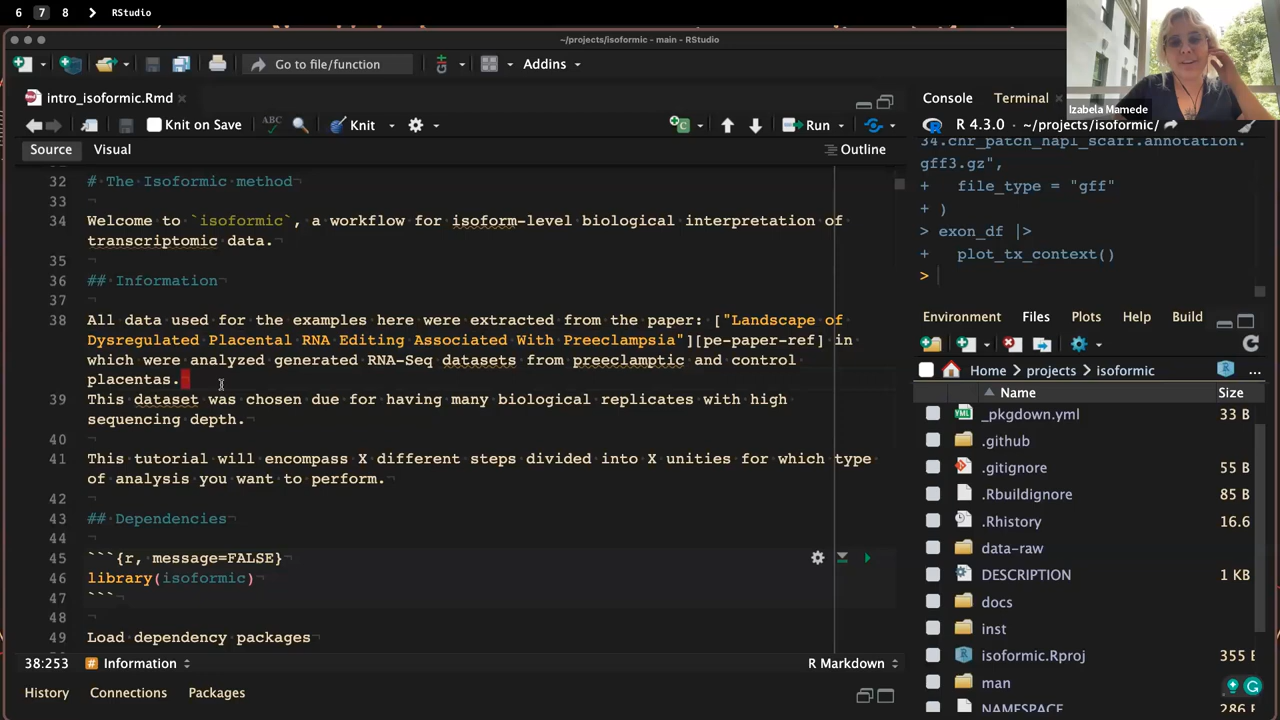 6 7 8 RStudio
~/projects/isoformic - main - RStudio
Go to file/function Addins
intro_isoformic.Rmd
Console Terminal
Izabela Mamede
Knit on Save ABC Knit Run
R 4.3.0 · ~/projects/isoformic/
Source Visual Outline
34.chr_patch_hapl_scaff.annotation.
gff3.gz",
+ file_type = "gff"
+ )
> exon_df |>
+ plot_tx_context()
>
32 # The Isoformic method
33
34 Welcome to `isoformic`, a workflow for isoform-level biological interpretation of
transcriptomic data.
35
36 ## Information
37
38 All data used for the examples here were extracted from the paper: ["Landscape of
Dysregulated Placental RNA Editing Associated With Preeclampsia"][pe-paper-ref] in
which were analyzed generated RNA-Seq datasets from preeclamptic and control
placentas.
39 This dataset was chosen due for having many biological replicates with high
sequencing depth.
40
41 This tutorial will encompass X different steps divided into X unities for which type
of analysis you want to perform.
42
43 ## Dependencies
44
45 ```{r, message=FALSE}
46 library(isoformic)
47 ```
48
49 Load dependency packages
38:253 Information R Markdown
History Connections Packages
Environment Files Plots Help Build
Home projects isoformic ...
Name Size
_pkgdown.yml 33 B
.github
.gitignore 55 B
.Rbuildignore 85 B
.Rhistory 16.6
data-raw
DESCRIPTION 1 KB
docs
inst
isoformic.Rproj 355 B
man
NAMESPACE 286 B